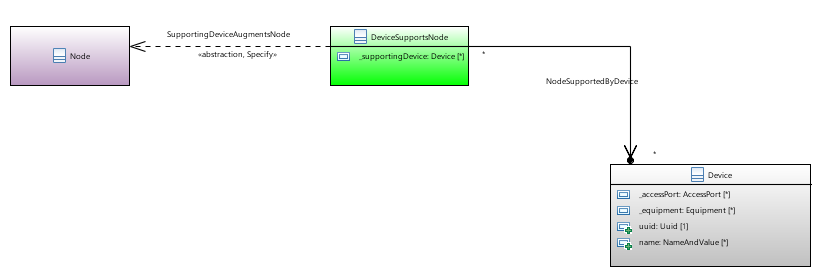 Node
SupportingDeviceAugmentsNode
«abstraction, Specify»
DeviceSupportsNode
_supportingDevice: Device [*]
*
NodeSupportedByDevice
*
Device
_accessPort: AccessPort [*]
_equipment: Equipment [*]
uuid: Uuid [1]
name: NameAndValue [*]